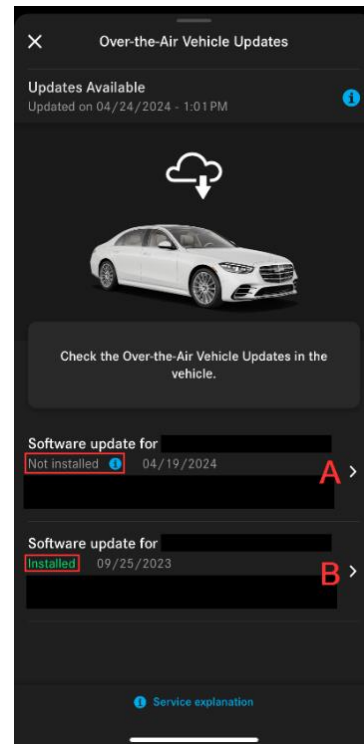 Over-the-Air Vehicle Updates
Updates Available
Updated on 04/24/2024 - 1:01 PM
Check the Over-the-Air Vehicle Updates in the
vehicle.
Software update for
Not installed 04/19/2024
A
Software update for
Installed 09/25/2023
B
Service explanation